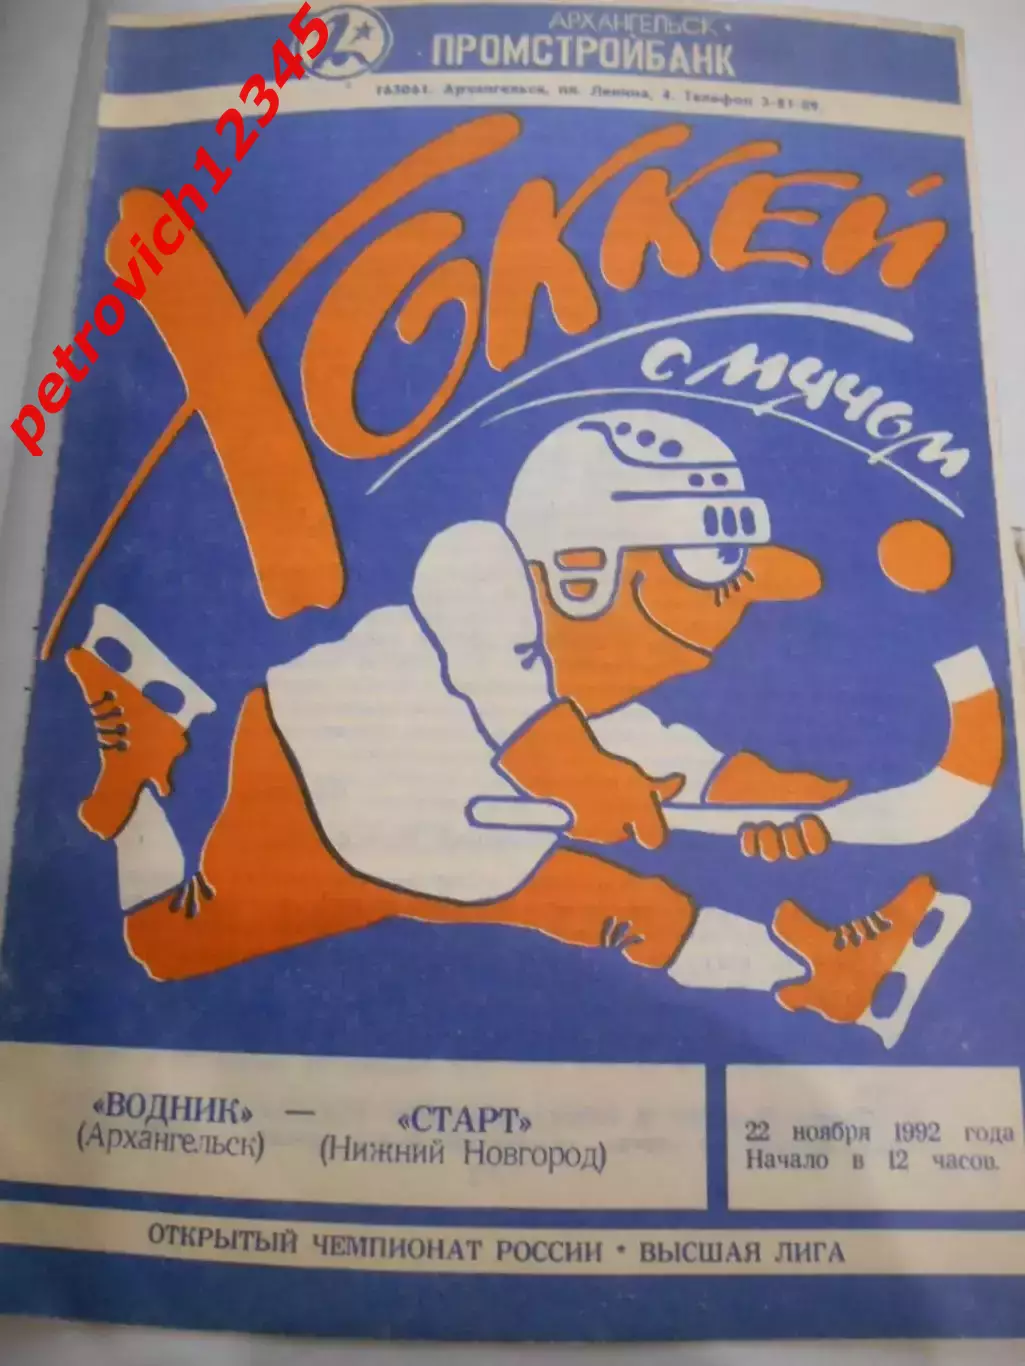 АРХАНГЕЛЬСК •
ПРОМСТРОЙБАНК
163061. Архангельск, пл. Ленина, 4. Телефон 3-81-09.
ХОККЕЙ
С МЯЧОМ
petrovich12345
«ВОДНИК» — «СТАРТ»
(Архангельск) (Нижний Новгород)
22 ноября 1992 года
Начало в 12 часов.
ОТКРЫТЫЙ ЧЕМПИОНАТ РОССИИ • ВЫСШАЯ ЛИГА